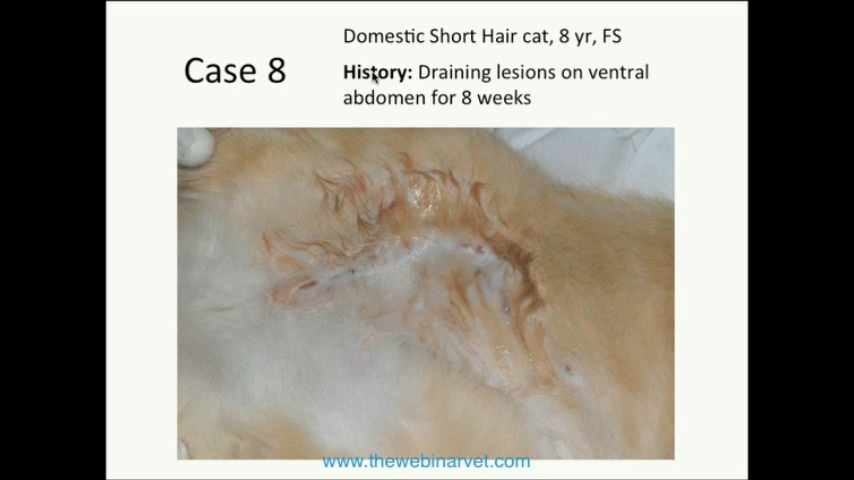 Domestic Short Hair cat, 8 yr, FS
Case 8
History: Draining lesions on ventral
abdomen for 8 weeks
www.thewebinarvet.com